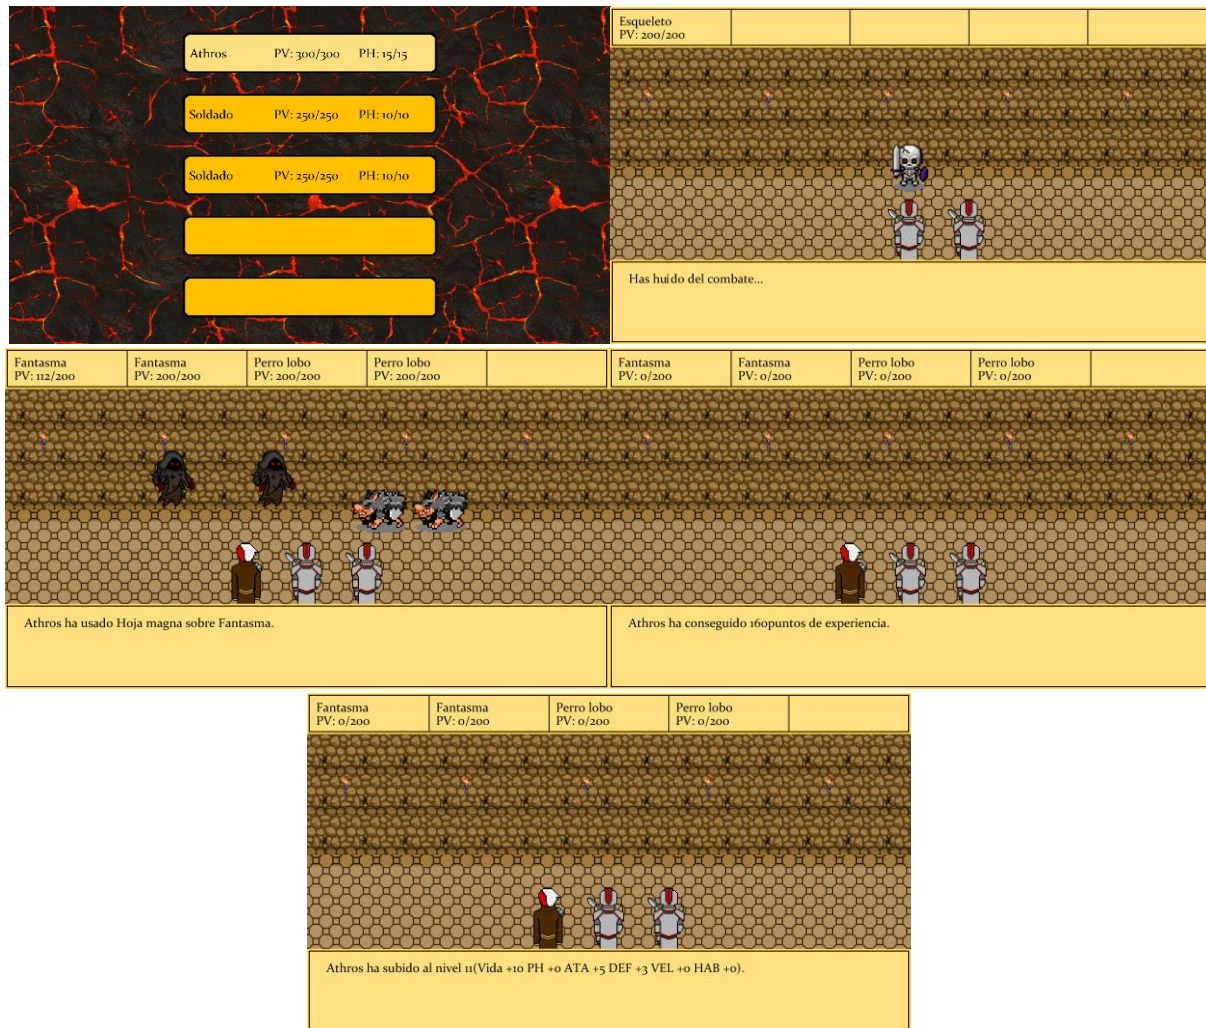 Athros PV: 300/300 PH: 15/15
Soldado PV: 250/250 PH: 10/10
Soldado PV: 250/250 PH: 10/10
Esqueleto
PV: 200/200
Has huído del combate...
Fantasma Fantasma Perro lobo Perro lobo
PV: 112/200 PV: 200/200 PV: 200/200 PV: 200/200
Athros ha usado Hoja magna sobre Fantasma.
Fantasma Fantasma Perro lobo Perro lobo
PV: 0/200 PV: 0/200 PV: 0/200 PV: 0/200
Athros ha conseguido 160puntos de experiencia.
Fantasma Fantasma Perro lobo Perro lobo
PV: 0/200 PV: 0/200 PV: 0/200 PV: 0/200
Athros ha subido al nivel 11(Vida +10 PH +0 ATA +5 DEF +3 VEL +0 HAB +0).